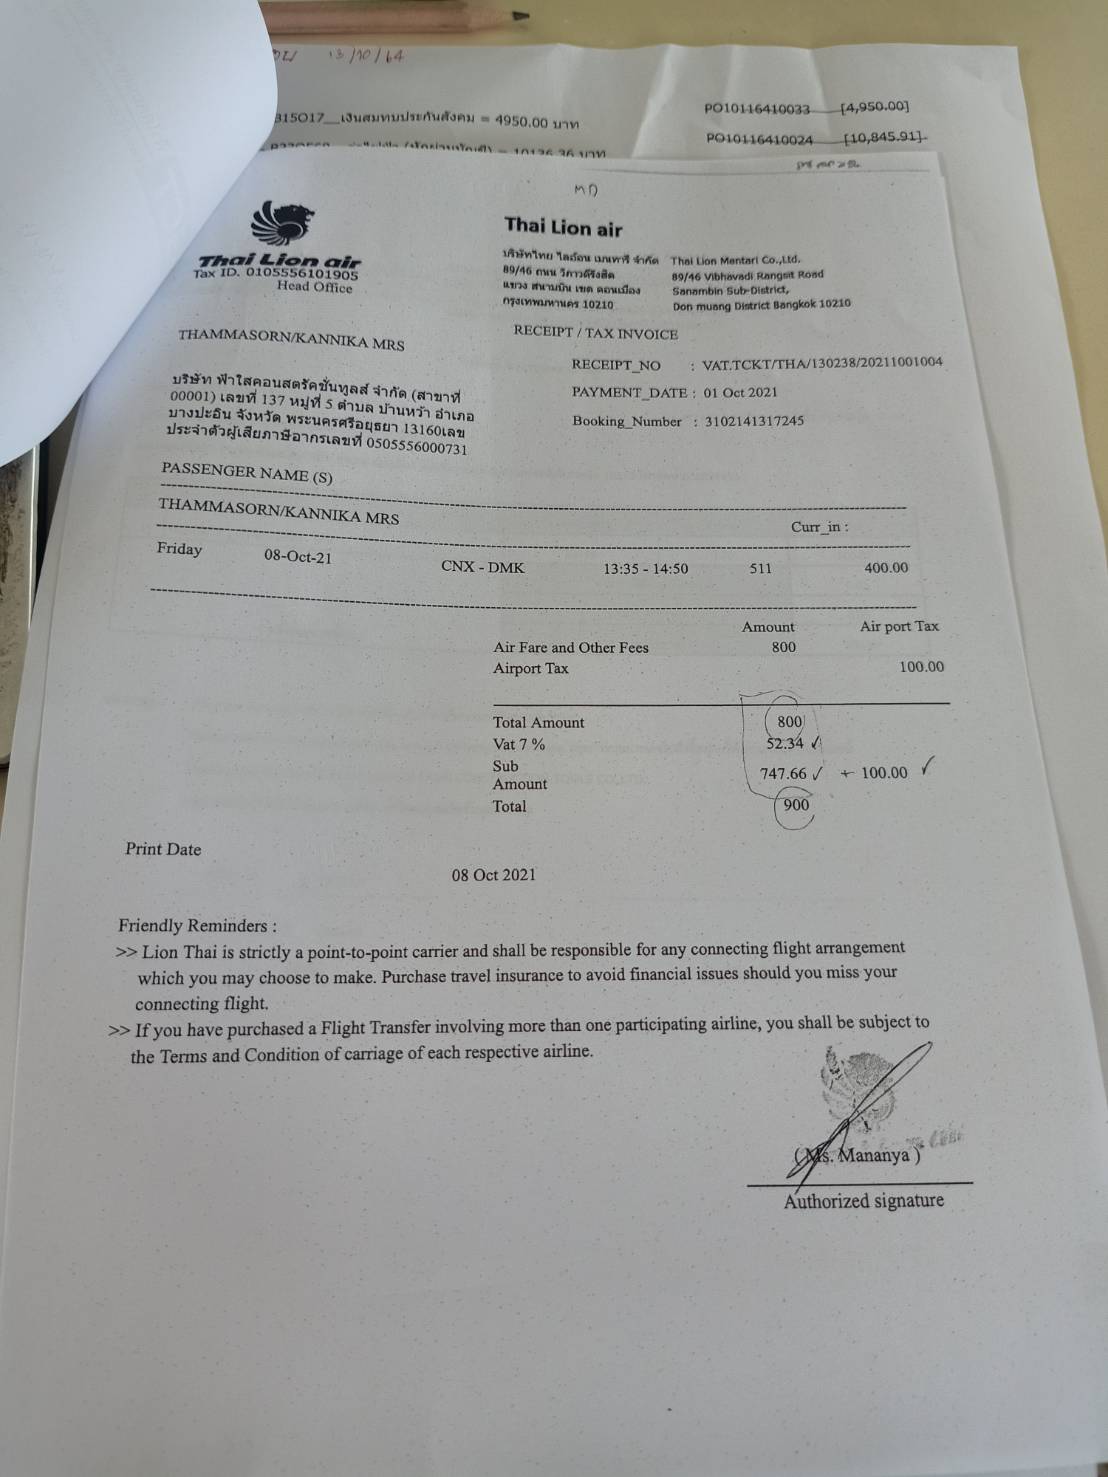 13/10/64
815017__เงินสมทบประกันสังคม = 4950.00 บาท
PO10116410033 [4,950.00]
PO10116410024 [10,845.91]
10136.36 บาท
MD
Thai Lion air
Tax ID. 0105556101905
Head Office
Thai Lion air
บริษัทไทย ไลอ้อน เมนทารี จำกัด Thai Lion Mentari Co.,Ltd.
89/46 ถนน วิภาวดีรังสิต 89/46 Vibhavadi Rangsit Road
แขวง สนามบิน เขต ดอนเมือง Sanambin Sub-District,
กรุงเทพมหานคร 10210 Don muang District Bangkok 10210
THAMMASORN/KANNIKA MRS
RECEIPT / TAX INVOICE
RECEIPT_NO : VAT.TCKT/THA/130238/20211001004
PAYMENT_DATE : 01 Oct 2021
Booking_Number : 3102141317245
บริษัท ฟ้าใสคอนสตรัคชั่นทูลส์ จำกัด (สาขาที่
00001) เลขที่ 137 หมู่ที่ 5 ตำบล บ้านหว้า อำเภอ
บางปะอิน จังหวัด พระนครศรีอยุธยา 13160เลข
ประจำตัวผู้เสียภาษีอากรเลขที่ 0505556000731
PASSENGER NAME (S)
THAMMASORN/KANNIKA MRS
Curr_in :
Friday 08-Oct-21 CNX - DMK 13:35 - 14:50 511 400.00
Amount Air port Tax
Air Fare and Other Fees 800
Airport Tax 100.00
Total Amount 800
Vat 7 % 52.34 ✓
Sub
Amount 747.66 ✓ + 100.00 ✓
Total 900
Print Date
08 Oct 2021
Friendly Reminders :
>> Lion Thai is strictly a point-to-point carrier and shall be responsible for any connecting flight arrangement
which you may choose to make. Purchase travel insurance to avoid financial issues should you miss your
connecting flight.
>> If you have purchased a Flight Transfer involving more than one participating airline, you shall be subject to
the Terms and Condition of carriage of each respective airline.
(Ms. Mananya )
Authorized signature